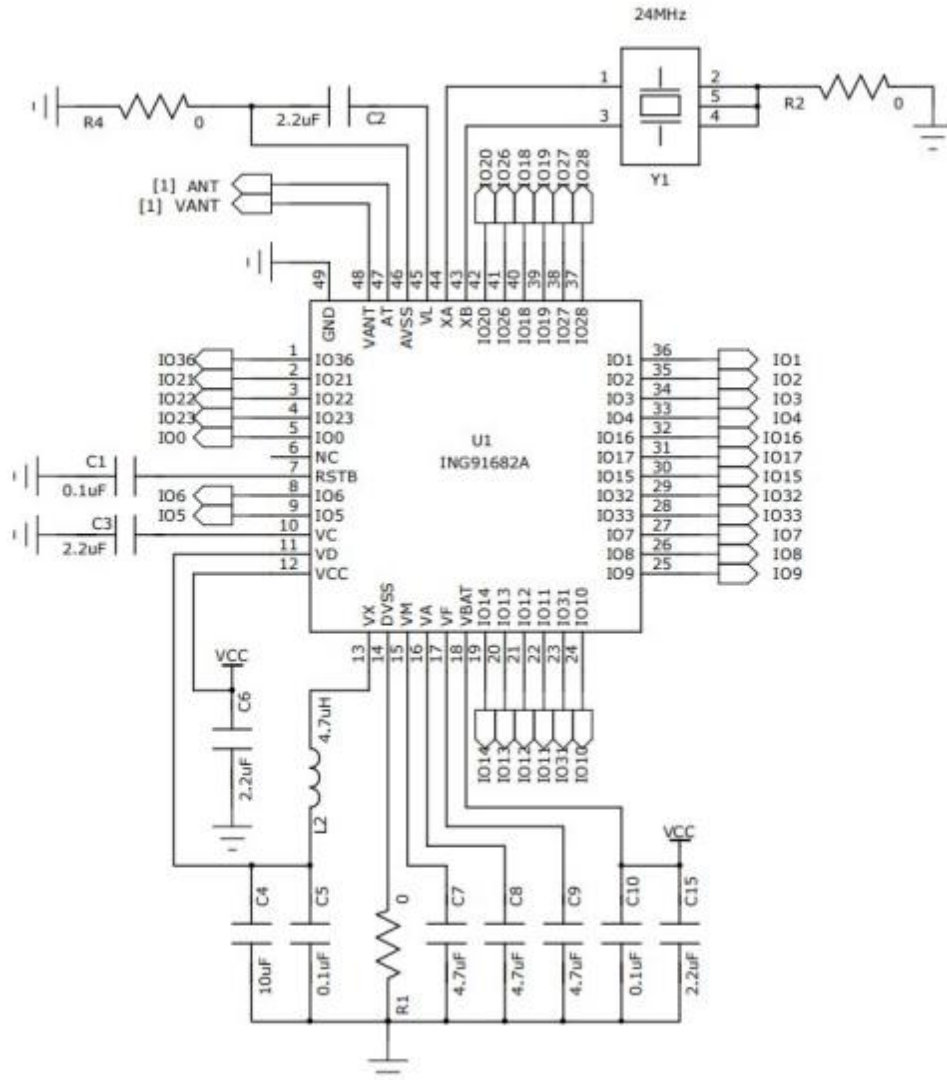 24MHz
1
2
5
3
4
R2
0
Y1
R4
0
2.2uF
C2
[1] ANT
[1] VANT
IO20
IO26
IO18
IO19
IO27
IO28
49
48
47
46
45
44
43
42
41
40
39
38
37
GND
VANT
AT
AVSS
VL
XA
XB
IO20
IO26
IO18
IO19
IO27
IO28
IO36 1 IO36
IO21 2 IO21
IO22 3 IO22
IO23 4 IO23
IO0 5 IO0
6 NC
C1
0.1uF
7 RSTB
IO6 8 IO6
IO5 9 IO5
C3
2.2uF
10 VC
11 VD
12 VCC
U1
ING91682A
IO1 36 IO1
IO2 35 IO2
IO3 34 IO3
IO4 33 IO4
IO16 32 IO16
IO17 31 IO17
IO15 30 IO15
IO32 29 IO32
IO33 28 IO33
IO7 27 IO7
IO8 26 IO8
IO9 25 IO9
VX
DVSS
VM
VA
VF
VBAT
IO14
IO13
IO12
IO11
IO31
IO10
13
14
15
16
17
18
19
20
21
22
23
24
IO14
IO13
IO12
IO11
IO31
IO10
VCC
C6
2.2uF
4.7uH
L2
VCC
C4
10uF
C5
0.1uF
0
R1
C7
4.7uF
C8
4.7uF
C9
4.7uF
C10
0.1uF
C15
2.2uF